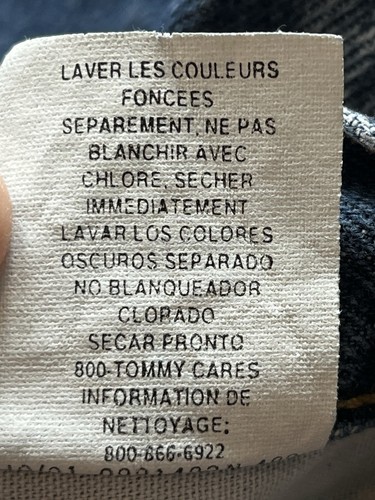 LAVER LES COULEURS
FONCEES
SEPAREMENT, NE PAS
BLANCHIR AVEC
CHLORE, SECHER
IMMEDIATEMENT
LAVAR LOS COLORES
OSCUROS SEPARADO
NO BLANQUEADOR
CLORADO
SECAR PRONTO
800-TOMMY CARES
INFORMATION DE
NETTOYAGE:
800-866-6922